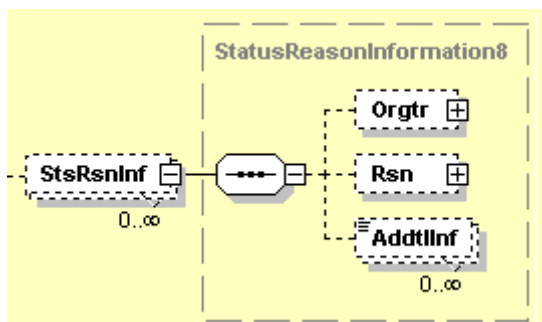 StatusReasonInformation8
Orgtr
StsRsnInf
Rsn
0..∞
AddtlInf
0..∞